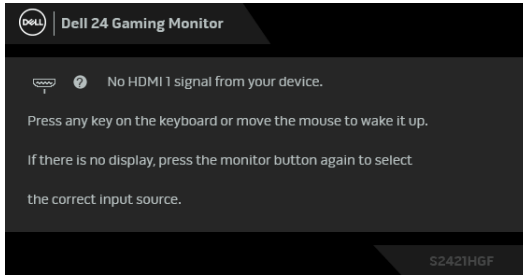 DELL
Dell 24 Gaming Monitor
No HDMI 1 signal from your device.
1
Press any key on the keyboard or move the mouse to wake it up.
If there is no display, press the monitor button again to select
the correct input source.
S2421HGF